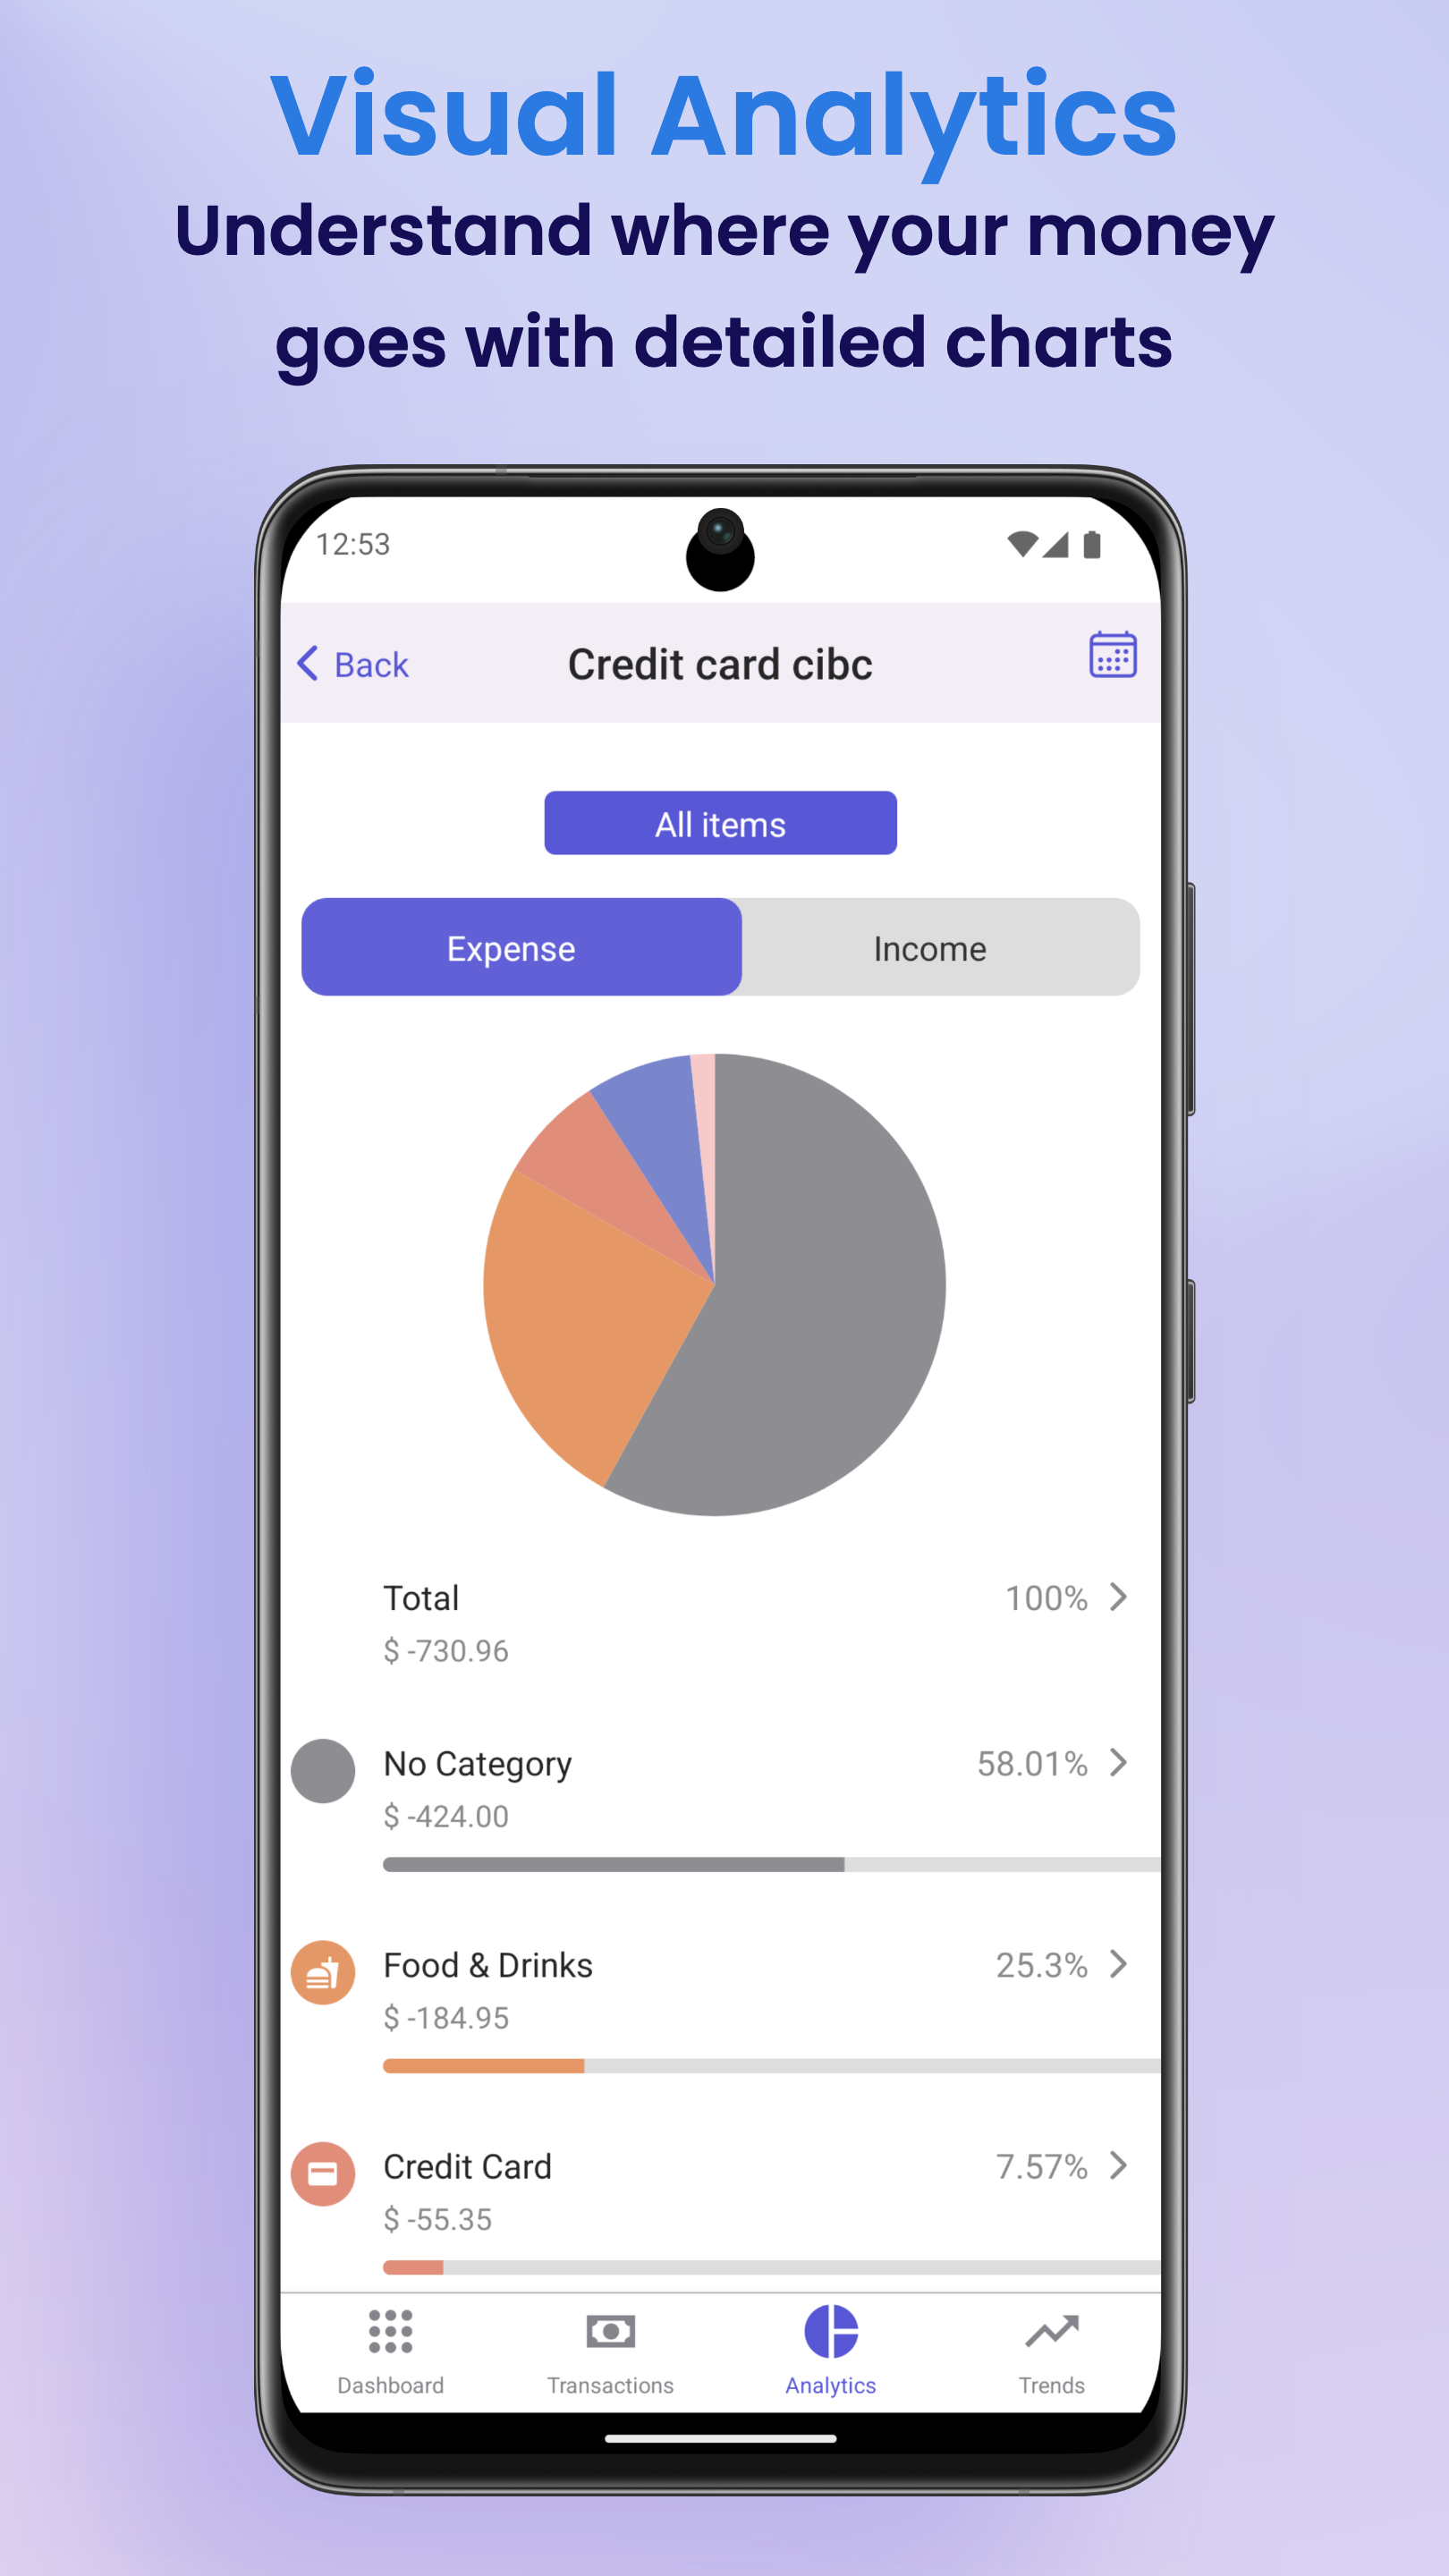 Visual Analytics
Understand where your money
goes with detailed charts
12:53
Back
Credit card cibc
All items
Expense
Income
Total
100%
$ -730.96
No Category
58.01%
$ -424.00
Food & Drinks
25.3%
$ -184.95
Credit Card
7.57%
$ -55.35
Dashboard
Transactions
Analytics
Trends